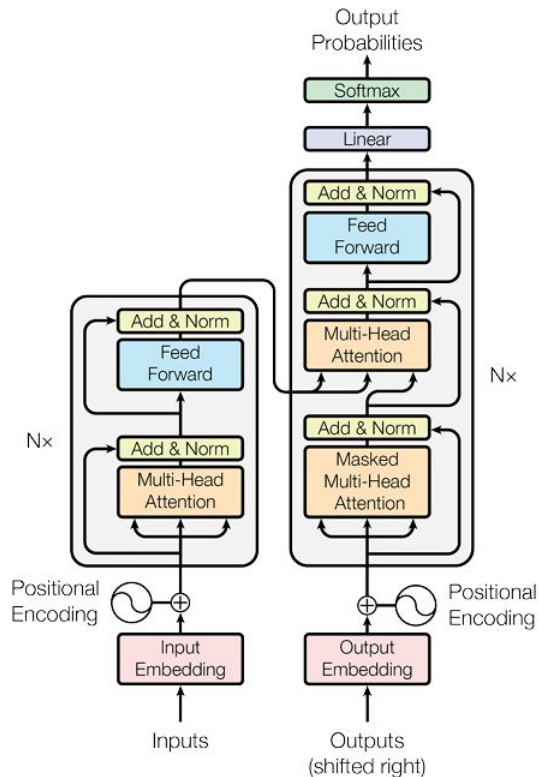 Output
Probabilities
Softmax
Linear
Add & Norm
Feed
Forward
Add & Norm
Multi-Head
Attention
Add & Norm
Masked
Multi-Head
Attention
Nx
Add & Norm
Feed
Forward
Add & Norm
Multi-Head
Attention
Nx
Positional
Encoding
Positional
Encoding
Input
Embedding
Output
Embedding
Inputs
Outputs
(shifted right)